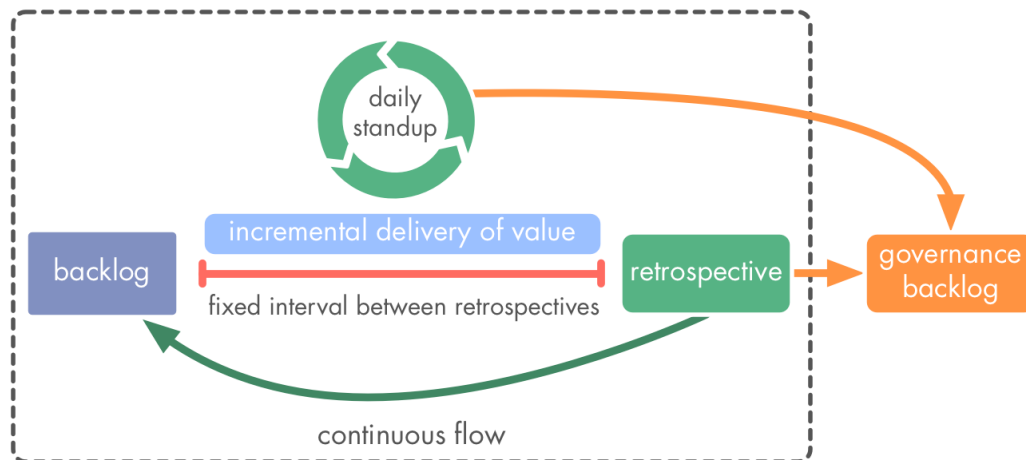 daily
standup
incremental delivery of value
backlog
retrospective
governance
backlog
fixed interval between retrospectives
continuous flow